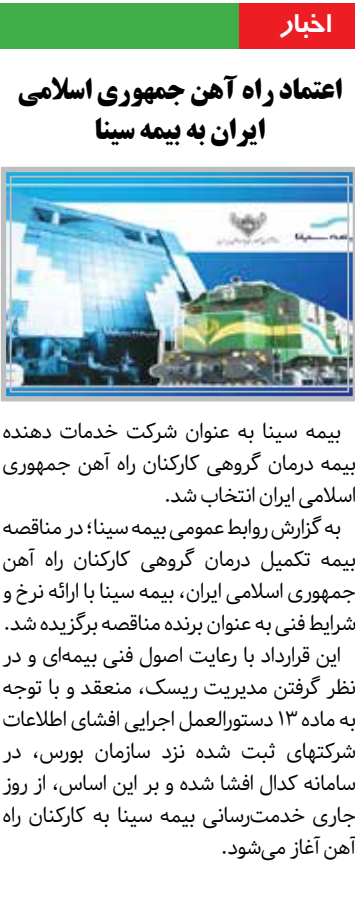 اخبار
اعتماد راه آهن جمهوری اسلامی
ایران به بیمه سینا
بیمه سینا به عنوان شرکت خدمات دهنده
بیمه درمان گروهی کارکنان راه آهن جمهوری
اسلامی ایران انتخاب شد.
به گزارش روابط عمومی بیمه سینا؛ در مناقصه
بیمه تکمیل درمان گروهی کارکنان راه آهن
جمهوری اسلامی ایران، بیمه سینا با ارائه نرخ و
شرایط فنی به عنوان برنده مناقصه برگزیده شد.
این قرارداد با رعایت اصول فنی بیمه‌ای و در
نظر گرفتن مدیریت ریسک، منعقد و با توجه
به ماده ۱۳ دستورالعمل اجرایی افشای اطلاعات
شرکتهای ثبت شده نزد سازمان بورس، در
سامانه کدال افشا شده و بر این اساس، از روز
جاری خدمت‌رسانی بیمه سینا به کارکنان راه
آهن آغاز می‌شود.